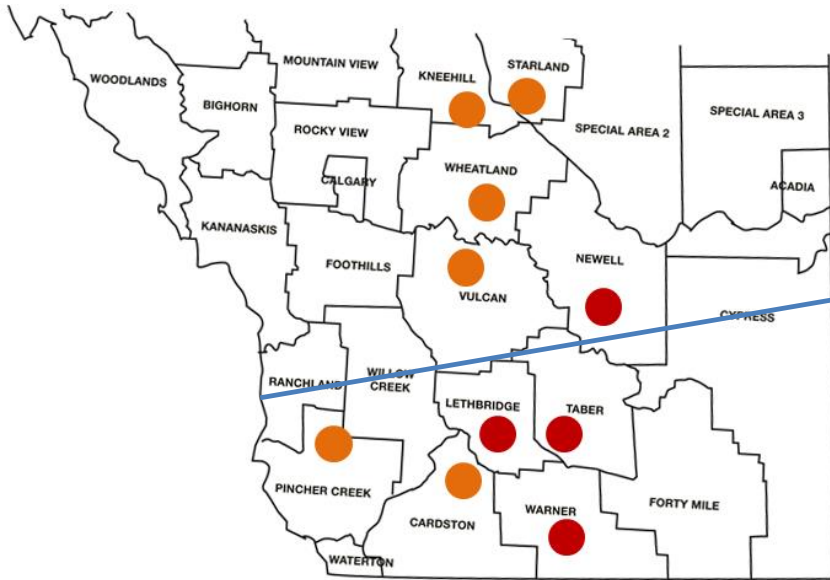 STARLAND
MOUNTAIN VIEW
KNEEHILL
WOODLANDS
BIGHORN
SPECIAL AREA 3
ROCKY VIEW
SPECIAL AREA 2
WHEATLAND
CALGARY
ACADIA
KANANASKIS
NEWELL
FOOTHILLS
VULCAN
CYPRESS
RANCHLAND
WILLOW
CREEK
LETHBRIDGE
TABER
PINCHER CREEK
FORTY MILE
WARNER
CARDSTON
WATERTON